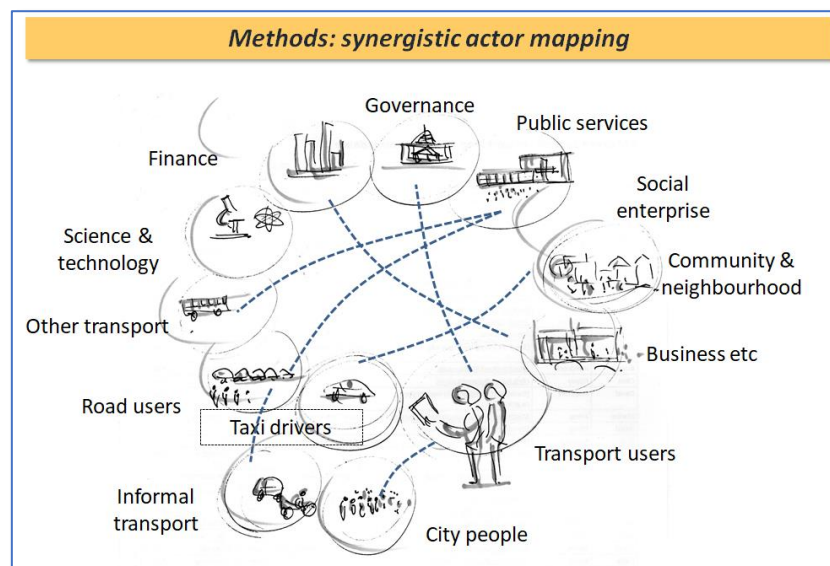 Methods: synergistic actor mapping
Governance
Public services
Finance
Social
enterprise
Science &
technology
Community &
neighbourhood
Other transport
Business etc
Road users
Taxi drivers
Transport users
Informal
transport
City people